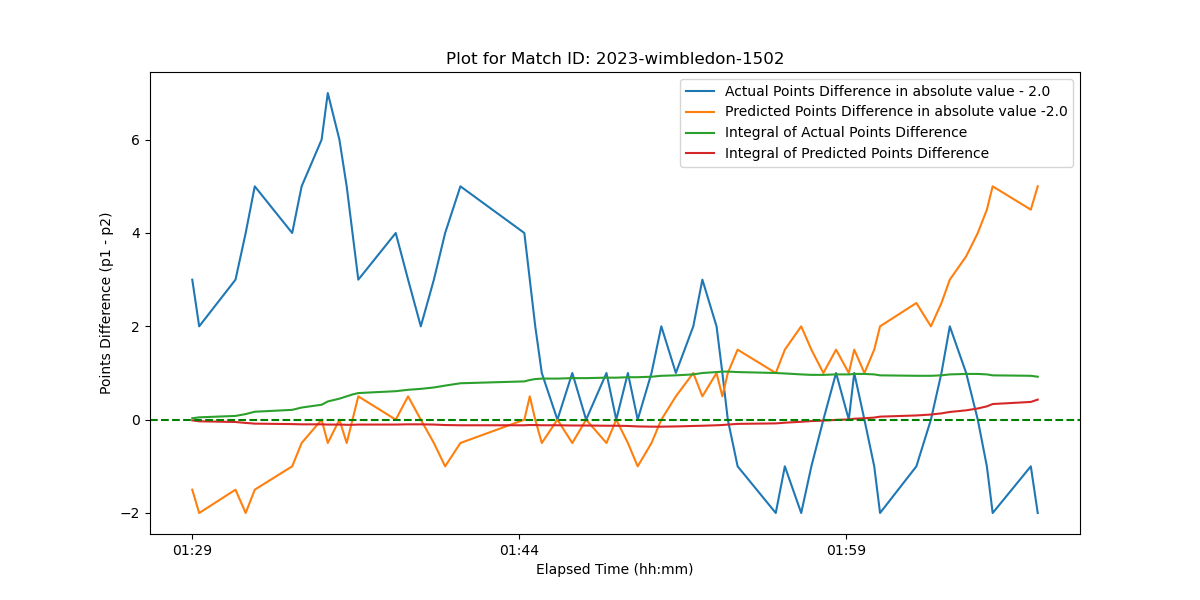 Plot for Match ID: 2023-wimbledon-1502
Actual Points Difference in absolute value - 2.0
Predicted Points Difference in absolute value -2.0
Integral of Actual Points Difference
Integral of Predicted Points Difference
Points Difference (p1 - p2)
6
4
2
0
−2
01:29
01:44
01:59
Elapsed Time (hh:mm)